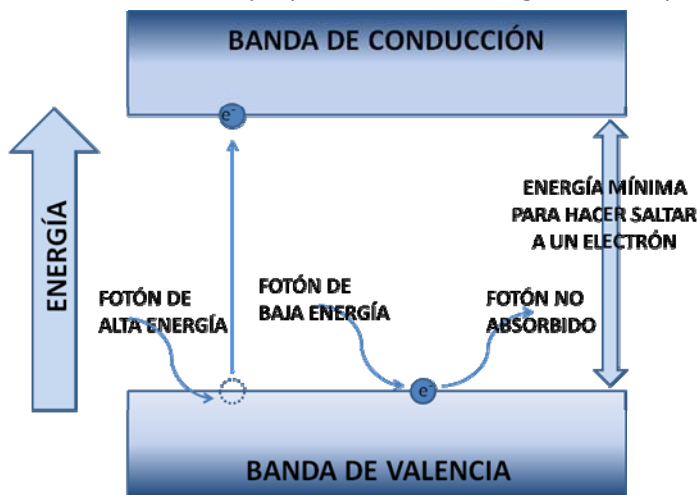 BANDA DE CONDUCCIÓN
e-
ENERGÍA MÍNIMA
PARA HACER SALTAR
A UN ELECTRÓN
ENERGÍA
FOTÓN DE
ALTA ENERGÍA
FOTÓN DE
BAJA ENERGÍA
FOTÓN NO
ABSORBIDO
e-
BANDA DE VALENCIA